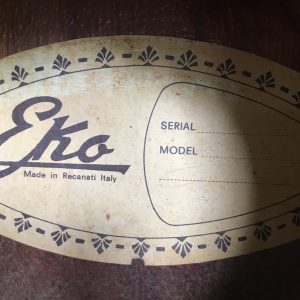 Eko
Made in Recanati Italy
SERIAL
MODEL